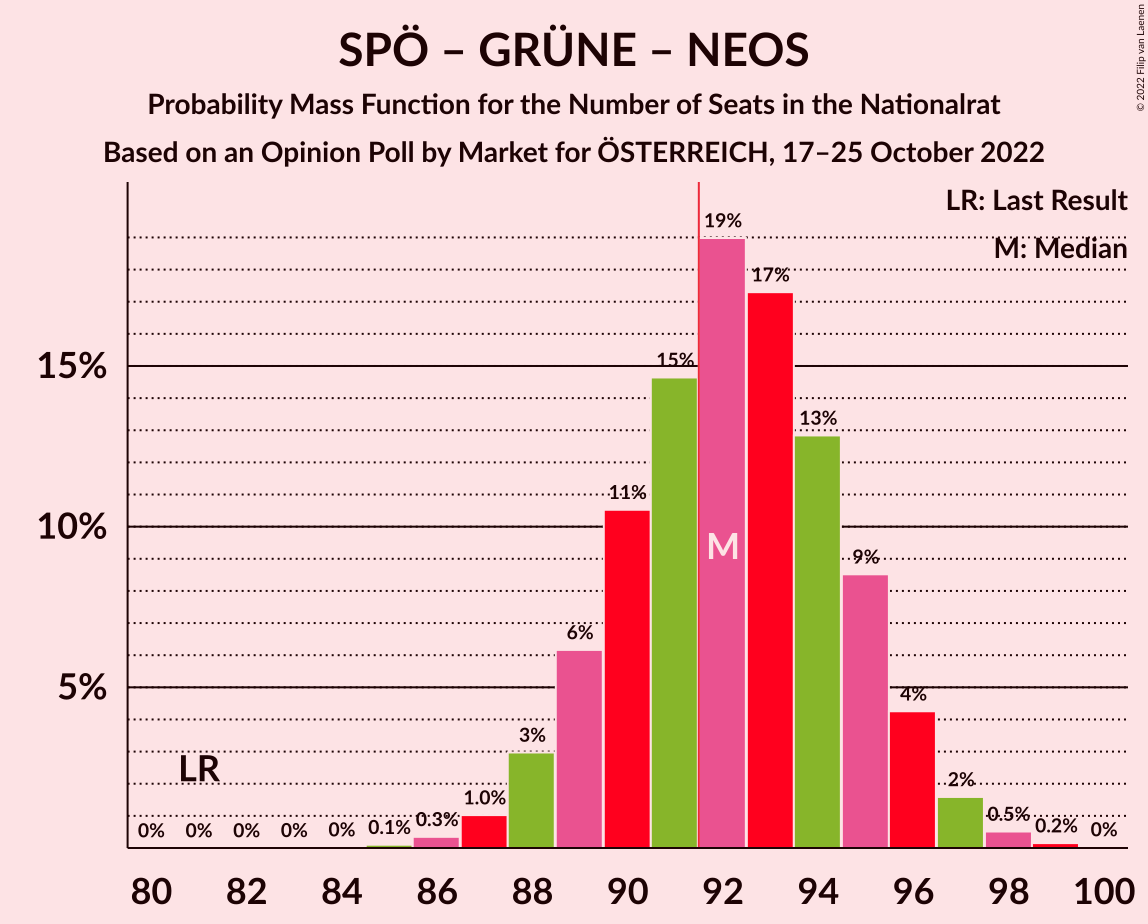 SPÖ – GRÜNE – NEOS
Probability Mass Function for the Number of Seats in the Nationalrat
Based on an Opinion Poll by Market for ÖSTERREICH, 17–25 October 2022
© 2022 Filip van Laenen
LR: Last Result
M: Median
15%
10%
5%
LR
0%
0%
0%
0%
0%
0.1%
0.3%
1.0%
3%
6%
11%
15%
19%
M
17%
13%
9%
4%
2%
0.5%
0.2%
0%
80 82 84 86 88 90 92 94 96 98 100